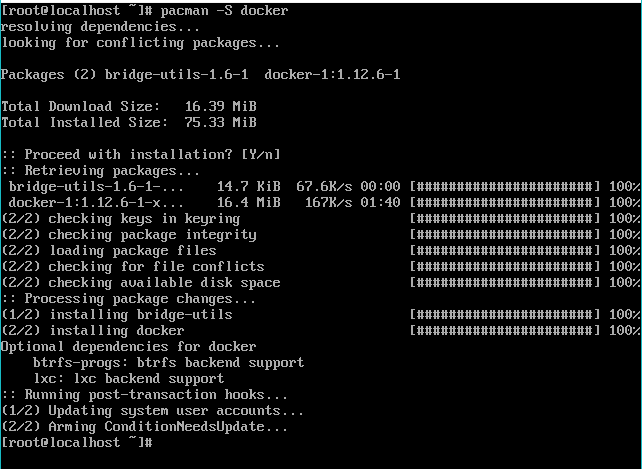 [root@localhost ~]# pacman -S docker
resolving dependencies...
looking for conflicting packages...
Packages (2) bridge-utils-1.6-1  docker-1:1.12.6-1
Total Download Size:   16.39 MiB
Total Installed Size:  75.33 MiB
:: Proceed with installation? [Y/n]
:: Retrieving packages...
 bridge-utils-1.6-1-...    14.7 KiB  67.6K/s 00:00 [######################] 100%
 docker-1:1.12.6-1-x...    16.4 MiB   167K/s 01:40 [######################] 100%
(2/2) checking keys in keyring                     [######################] 100%
(2/2) checking package integrity                   [######################] 100%
(2/2) loading package files                        [######################] 100%
(2/2) checking for file conflicts                  [######################] 100%
(2/2) checking available disk space                [######################] 100%
:: Processing package changes...
(1/2) installing bridge-utils                      [######################] 100%
(2/2) installing docker                            [######################] 100%
Optional dependencies for docker
    btrfs-progs: btrfs backend support
    lxc: lxc backend support
:: Running post-transaction hooks...
(1/2) Updating system user accounts...
(2/2) Arming ConditionNeedsUpdate...
[root@localhost ~]#